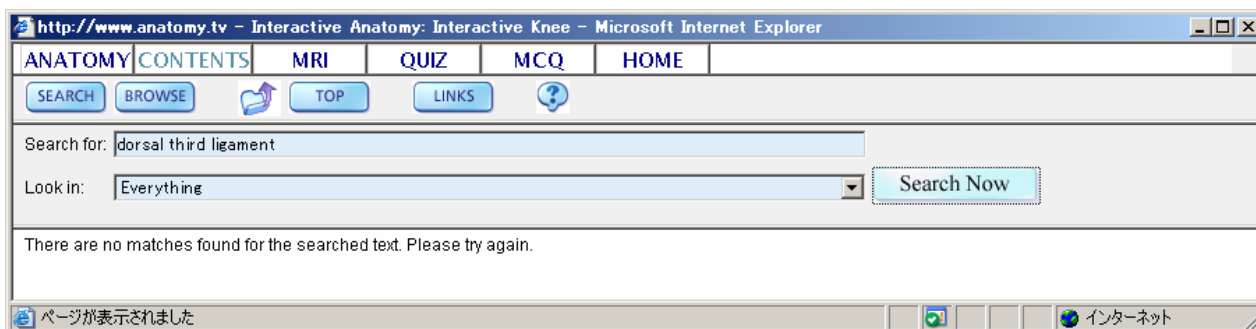 http://www.anatomy.tv - Interactive Anatomy: Interactive Knee - Microsoft Internet Explorer
ANATOMY CONTENTS MRI QUIZ MCQ HOME
SEARCH BROWSE TOP LINKS ?
Search for: dorsal third ligament
Look in: Everything Search Now
There are no matches found for the searched text. Please try again.
ページが表示されました インターネット